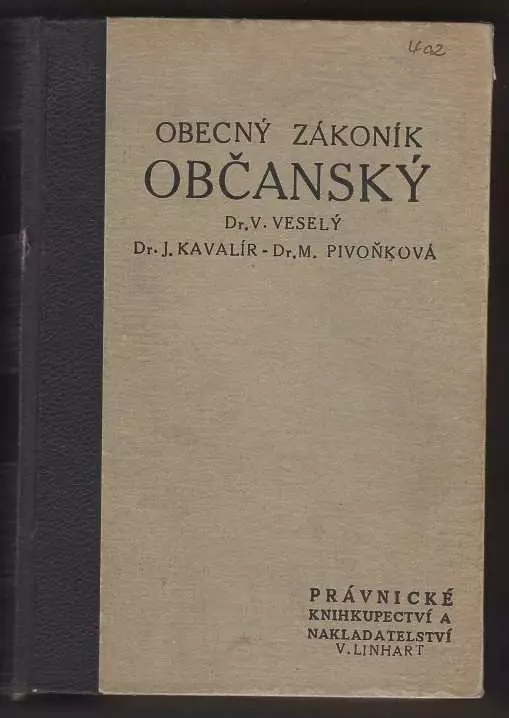 402
OBECNÝ ZÁKONÍK
OBČANSKÝ
Dr. V. VESELÝ
Dr. J. KAVALÍR - Dr. M. PIVOŇKOVÁ
PRÁVNICKÉ
KNIHKUPECTVÍ A
NAKLADATELSTVÍ
V. LINHART